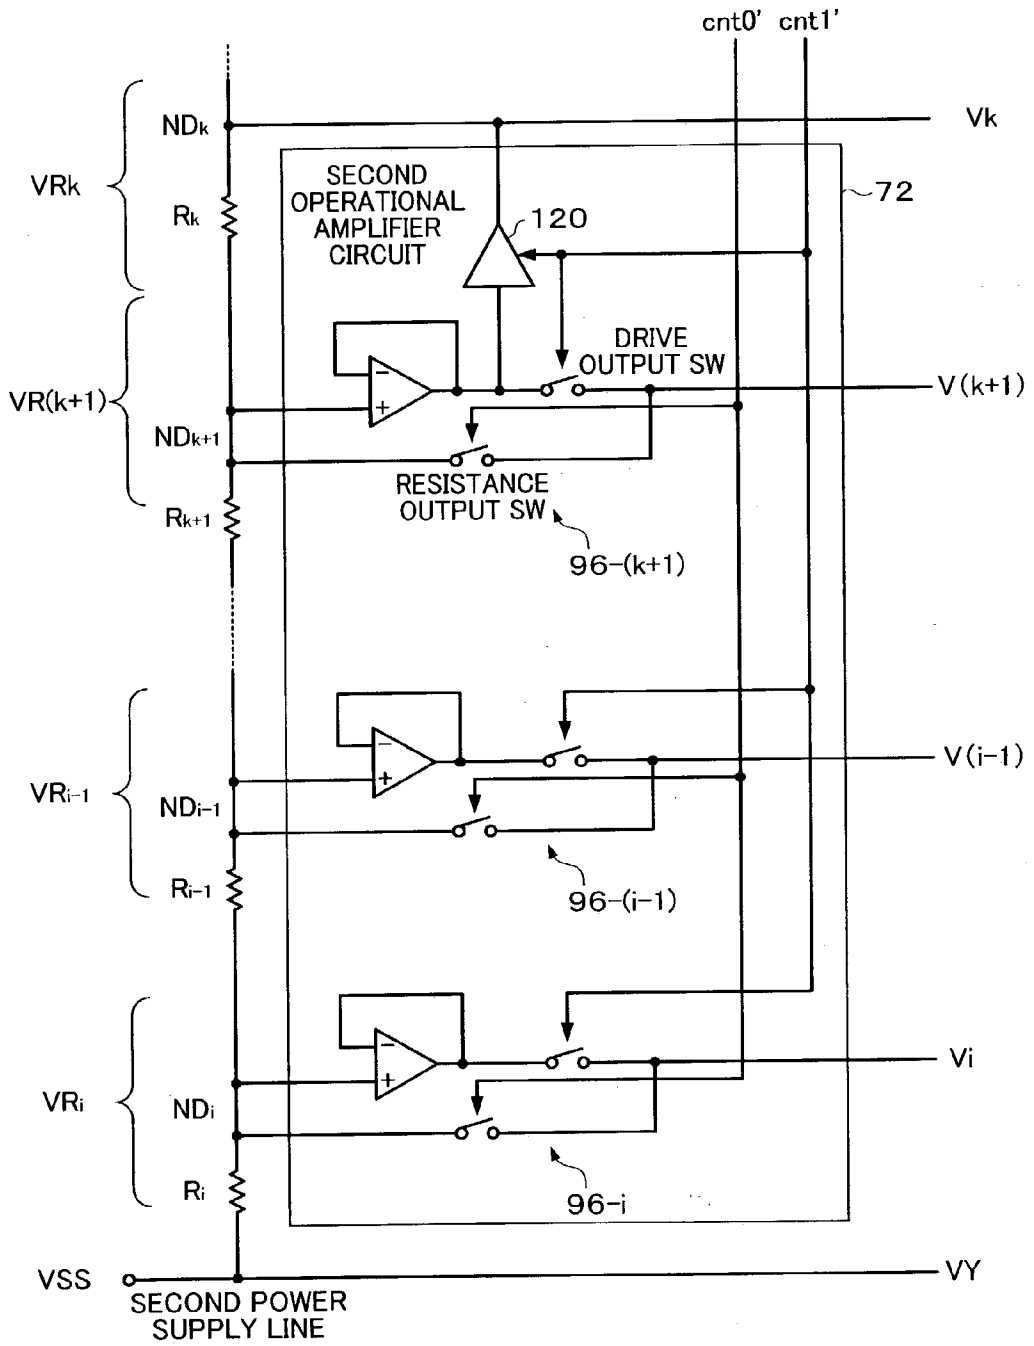 cnt0' cnt1'
NDk
Vk
VRk
Rk
SECOND
OPERATIONAL
AMPLIFIER
CIRCUIT
120
72
DRIVE
OUTPUT SW
VR(k+1)
−
+
V(k+1)
NDk+1
RESISTANCE
OUTPUT SW
Rk+1
96-(k+1)
−
+
V(i-1)
VRi-1
NDi-1
Ri-1
96-(i-1)
−
+
Vi
VRi
NDi
Ri
96-i
VSS
VY
SECOND POWER
SUPPLY LINE